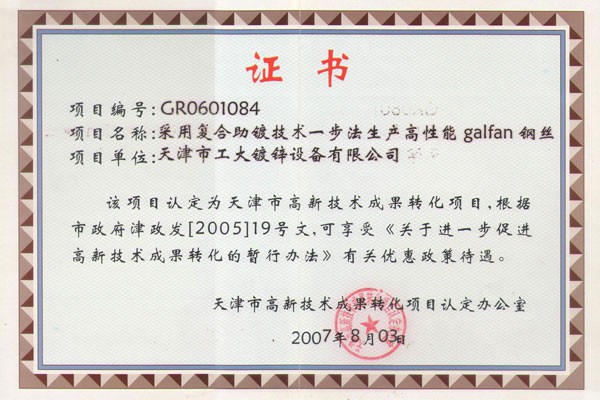 证书
项目编号:GR0601084
项目名称:采用复合助镀技术一步法生产高性能galfan钢丝
项目单位:天津市工大镀锌设备有限公司
该项目认定为天津市高新技术成果转化项目,根据
市政府津政发[2005]19号文,可享受《关于进一步促进
高新技术成果转化的暂行办法》有关优惠政策待遇。
天津市高新技术成果转化项目认定办公室
2007年8月03日